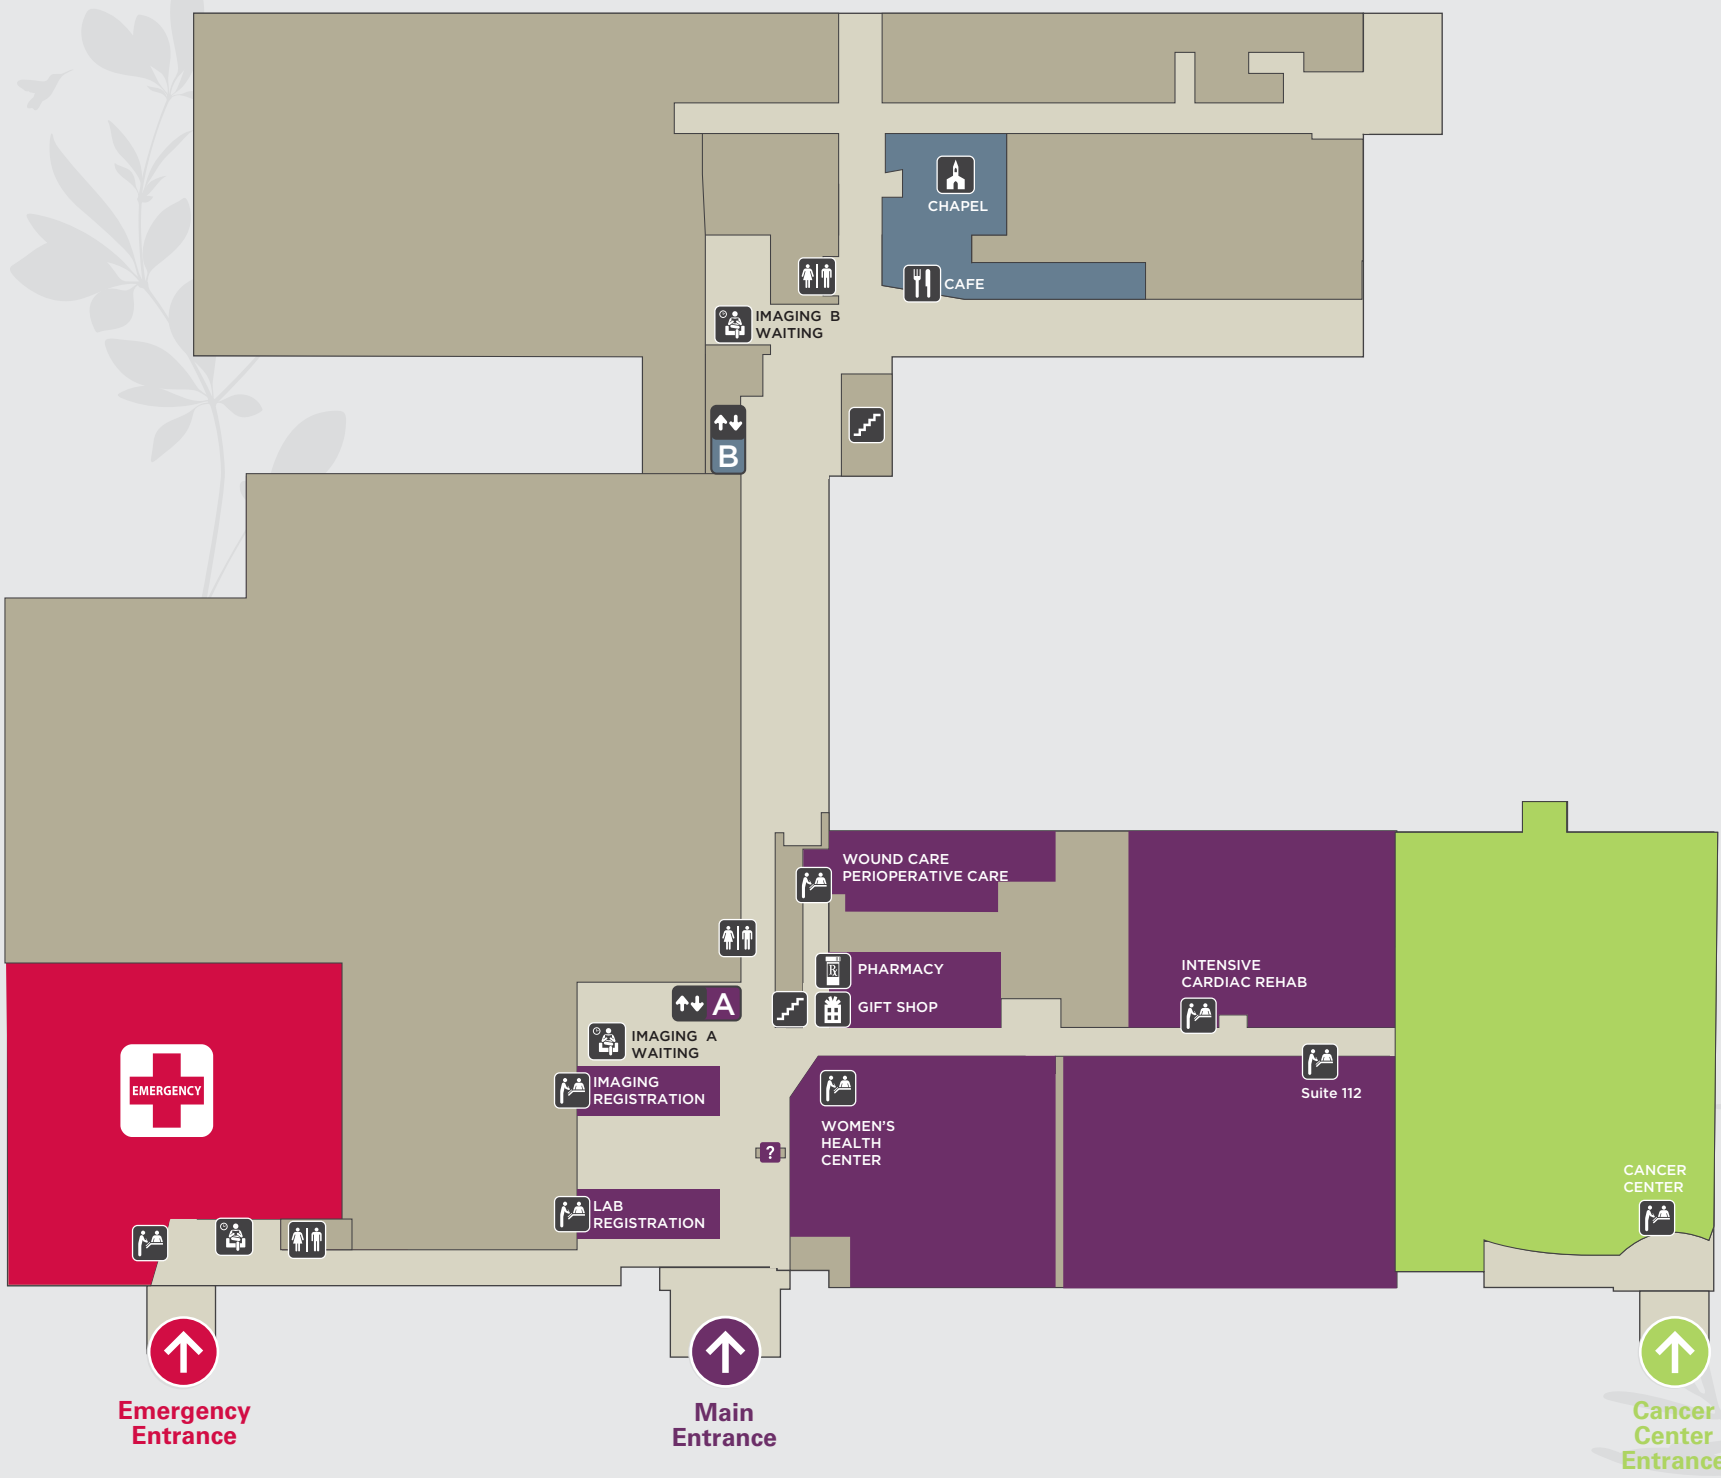 CHAPEL
CAFE
IMAGING B
WAITING
B
WOUND CARE
PERIOPERATIVE CARE
INTENSIVE
CARDIAC REHAB
PHARMACY
Rx
GIFT SHOP
A
IMAGING A
WAITING
IMAGING
REGISTRATION
EMERGENCY
Suite 112
WOMEN'S
HEALTH
CENTER
?
CANCER
CENTER
LAB
REGISTRATION
Emergency
Entrance
Main
Entrance
Cancer
Center
Entrance